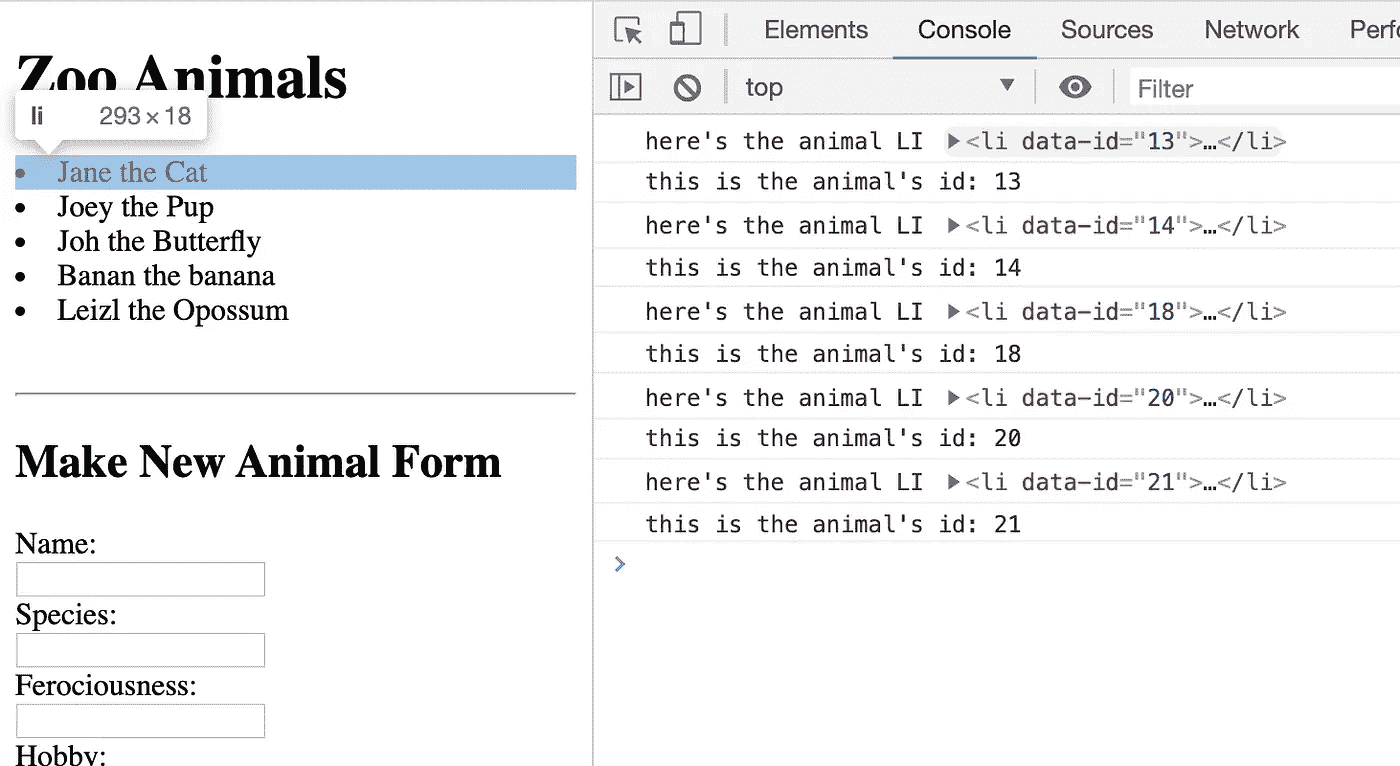 Zoo Animals
li 293 × 18
Jane the Cat
Joey the Pup
Joh the Butterfly
Banan the banana
Leizl the Opossum
Make New Animal Form
Name:
Species:
Ferociousness:
Hobby:
Elements Console Sources Network
top Filter
here's the animal LI ▶<li data-id="13">…</li>
this is the animal's id: 13
here's the animal LI ▶<li data-id="14">…</li>
this is the animal's id: 14
here's the animal LI ▶<li data-id="18">…</li>
this is the animal's id: 18
here's the animal LI ▶<li data-id="20">…</li>
this is the animal's id: 20
here's the animal LI ▶<li data-id="21">…</li>
this is the animal's id: 21